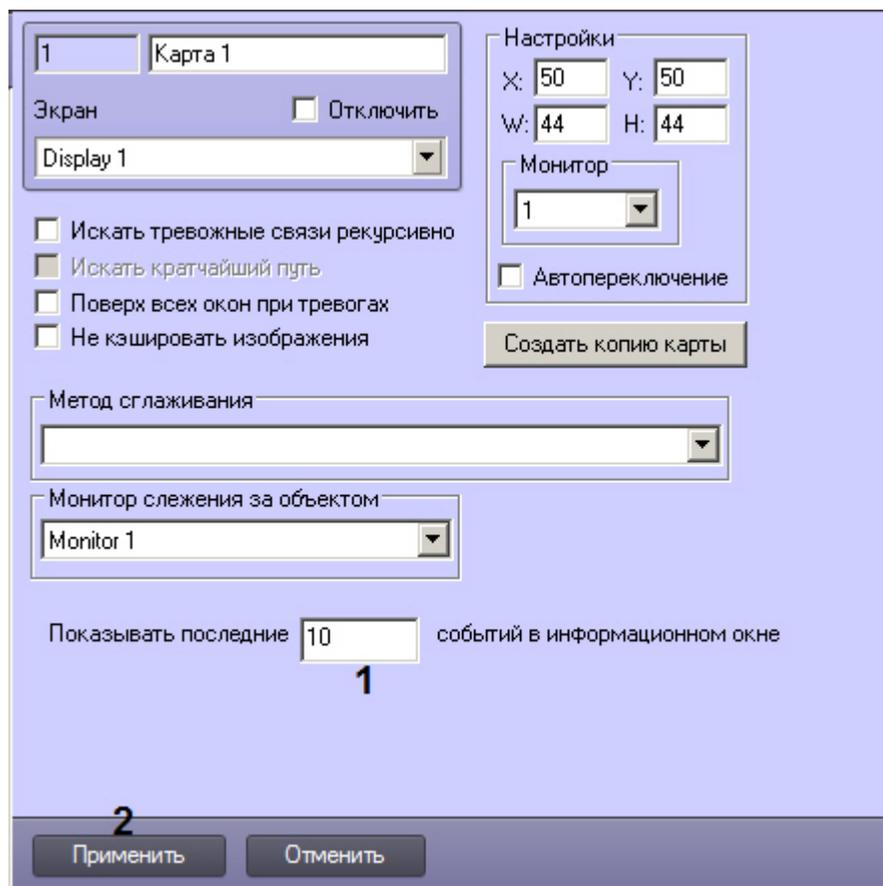 1 Карта 1
Экран Отключить
Display 1
Искать тревожные связи рекурсивно
Искать кратчайший путь
Поверх всех окон при тревогах
Не кэшировать изображения
Настройки
X: 50 Y: 50
W: 44 H: 44
Монитор
1
Автопереключение
Создать копию карты
Метод сглаживания
Монитор слежения за объектом
Monitor 1
Показывать последние 10 событий в информационном окне
1
2
Применить Отменить